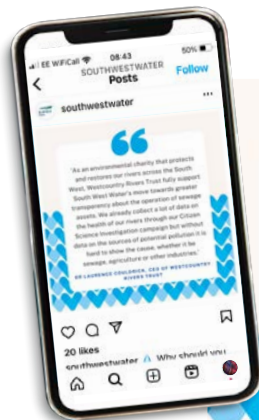 EE WiFiCall 08:43 50%
SOUTHWESTWATER
Posts Follow
southwestwater
“
'As an environmental charity that protects
and restores our rivers across the South
West, Westcountry Rivers Trust fully support
South West Water's move towards greater
transparency about the operation of sewage
assets. We already collect a lot of data on
the health of our rivers through our Citizen
Science Investigation campaign but without
data on the sources of potential pollution it is
hard to show the cause, whether it be
sewage, agriculture or other industries.'
DR LAURENCE COULDRICK, CEO OF WESTCOUNTRY
RIVERS TRUST
20 likes
southwestwater Why should you